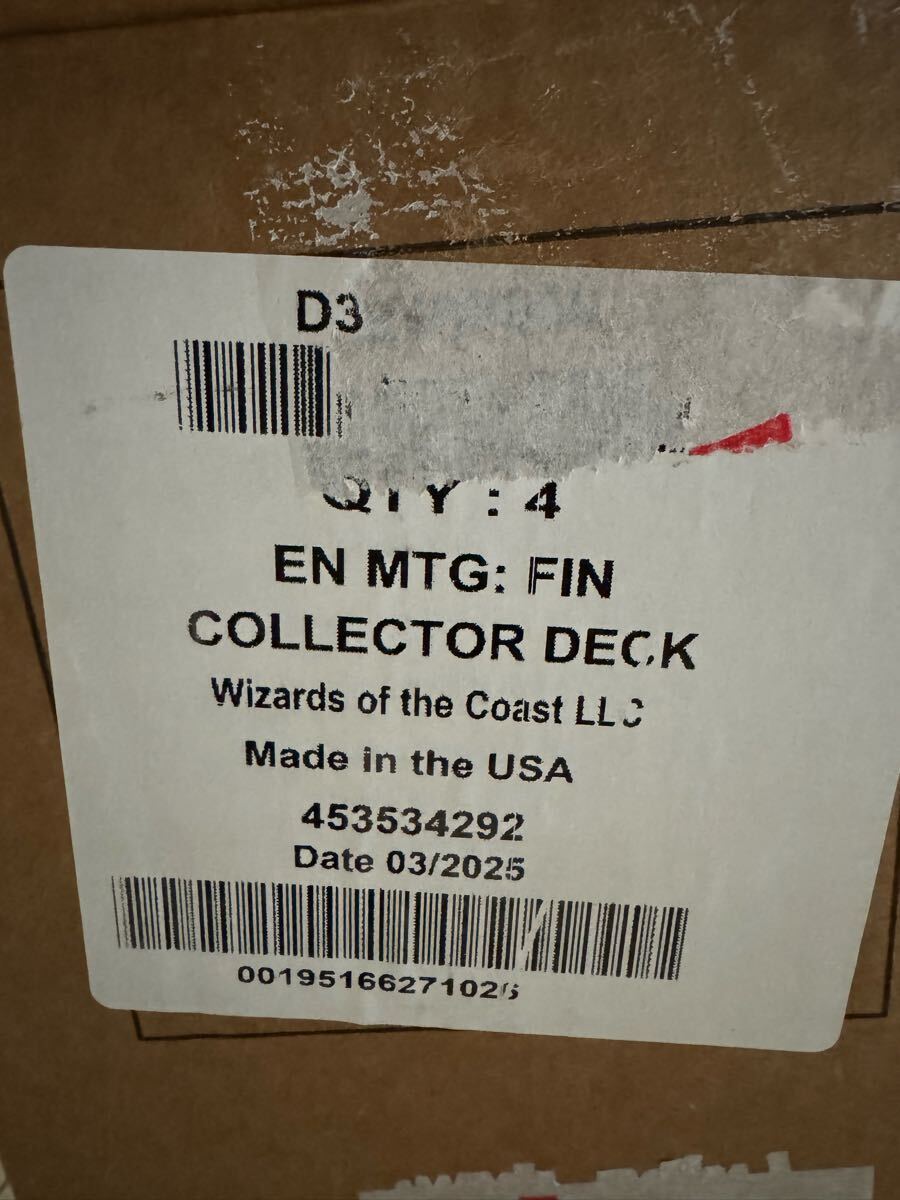 D3
QTY : 4
EN MTG: FIN
COLLECTOR DECK
Wizards of the Coast LLC
Made in the USA
453534292
Date 03/2025